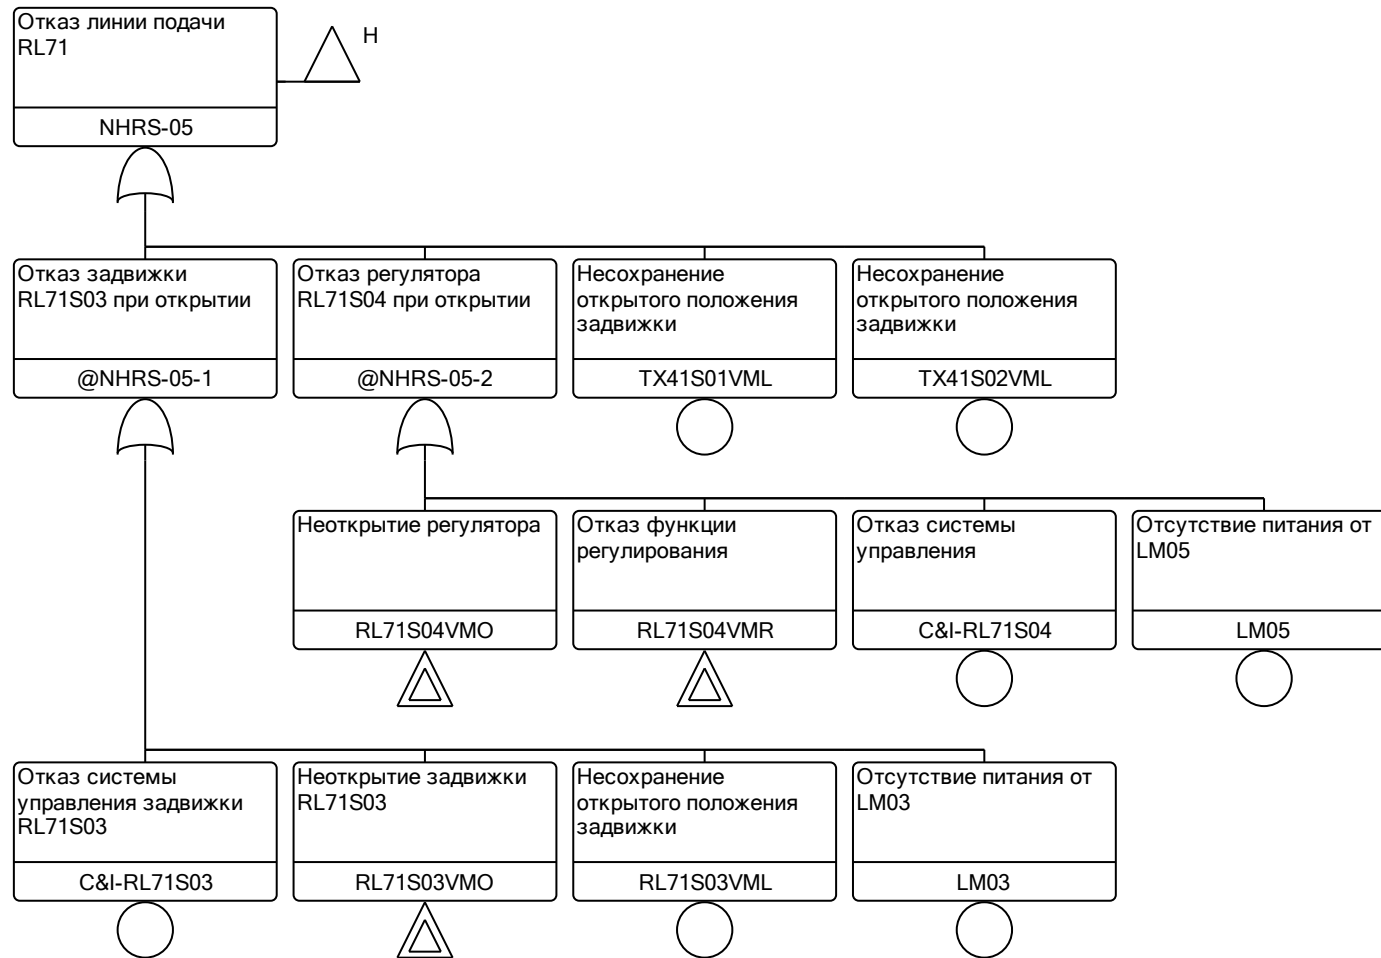 Отказ линии подачи
RL71
H
NHRS-05
Отказ задвижки
RL71S03 при открытии
@NHRS-05-1
Отказ регулятора
RL71S04 при открытии
@NHRS-05-2
Несохранение
открытого положения
задвижки
TX41S01VML
Несохранение
открытого положения
задвижки
TX41S02VML
Неоткрытие регулятора
RL71S04VMO
Отказ функции
регулирования
RL71S04VMR
Отказ системы
управления
C&I-RL71S04
Отсутствие питания от
LM05
LM05
Отказ системы
управления задвижки
RL71S03
C&I-RL71S03
Неоткрытие задвижки
RL71S03
RL71S03VMO
Несохранение
открытого положения
задвижки
RL71S03VML
Отсутствие питания от
LM03
LM03